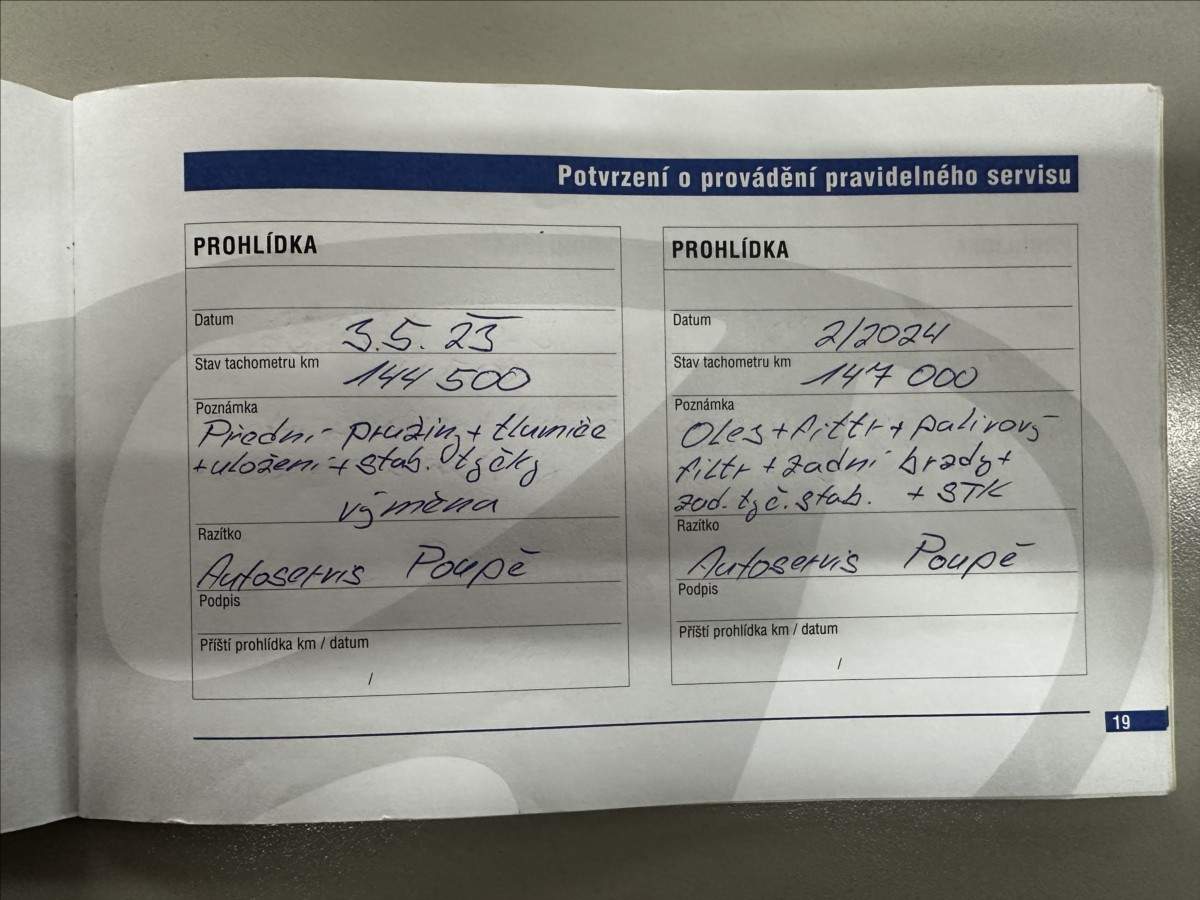 Potvrzení o provádění pravidelného servisu
PROHLÍDKA
Datum
3.5.23
Stav tachometru km
144 500
Poznámka
Přední pružiny + tlumiče
+ uložení + stab. tyčky
výměna
Razítko
Autoservis Poupě
Podpis
Příští prohlídka km / datum
/
PROHLÍDKA
Datum
2/2024
Stav tachometru km
147 000
Poznámka
Olej + filtr + palivový
filtr + zadní brzdy +
zad. tyč. stab. + STK
Razítko
Autoservis Poupě
Podpis
Příští prohlídka km / datum
/
19